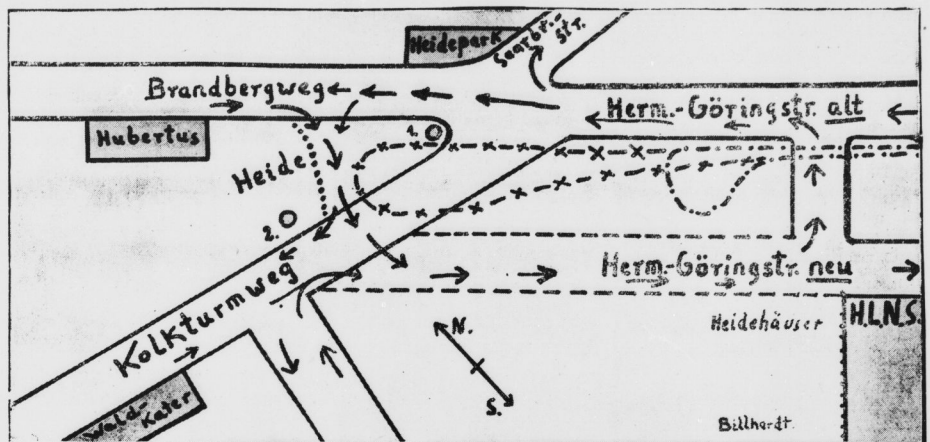 Heidepark
Saarbr.-
Str.
Brandbergweg
Herm.-Göringstr. alt
Hubertus
1.
Heide
2.
Herm.-Göringstr. neu
Kolkturmweg
Heidehäuser
H.L.N.S.
N.
S.
Wald-
Kater
Billhardt.